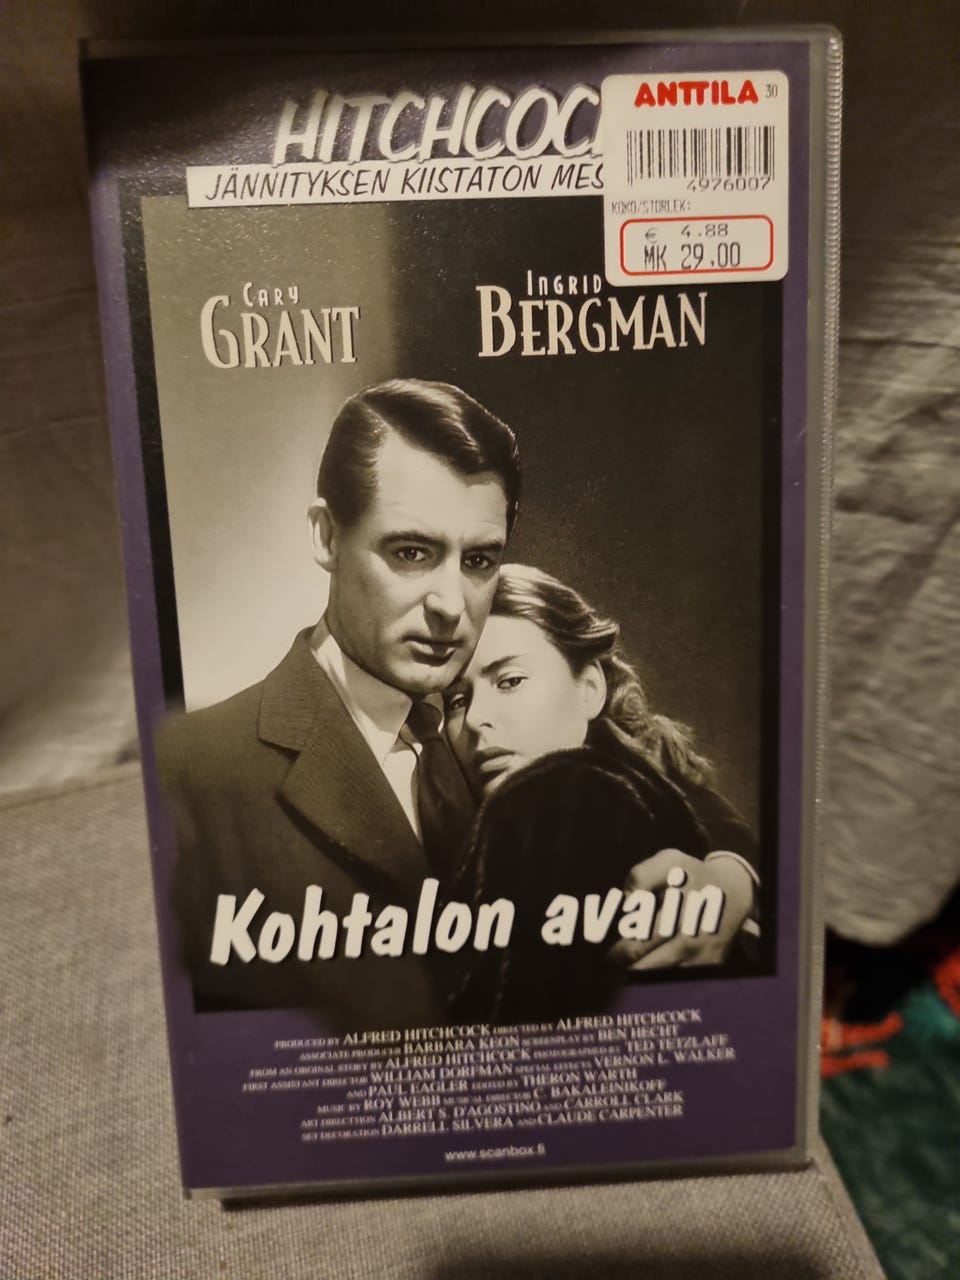 HITCHCOC
ANTTILA 30
4976007
KOKO/STORLEK:
€ 4.88
MK 29.00
JÄNNITYKSEN KIISTATON MES
CARY
GRANT
INGRID
BERGMAN
Kohtalon avain
PRODUCED BY ALFRED HITCHCOCK DIRECTED BY ALFRED HITCHCOCK
ASSOCIATE PRODUCER BARBARA KEON SCREENPLAY BY BEN HECHT
FROM AN ORGINAL STORY BY ALFRED HITCHCOCK PHOTOGRAPHED BY TED TETZLAFF
FIRST ASSISTANT DIRECTOR WILLIAM DORFMAN SPECIAL EFFECTS VERNON L. WALKER
AND PAUL EAGLER EDITED BY THERON WARTH
MUSIC BY ROY WEBB MUSICAL DIRECTOR C. BAKALEINIKOFF
ART DIRECTION ALBERT S. D'AGOSTINO AND CARROLL CLARK
SET DECORATION DARRELL SILVERA AND CLAUDE CARPENTER
www.scanbox.fi